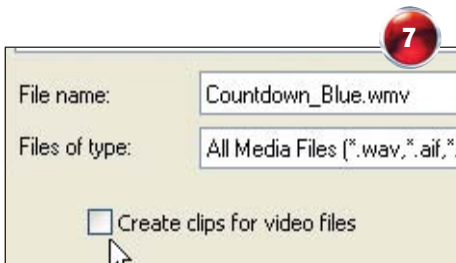 7
File name: Countdown_Blue.wmv
Files of type: All Media Files (*.wav,*.aif,*.
Create clips for video files